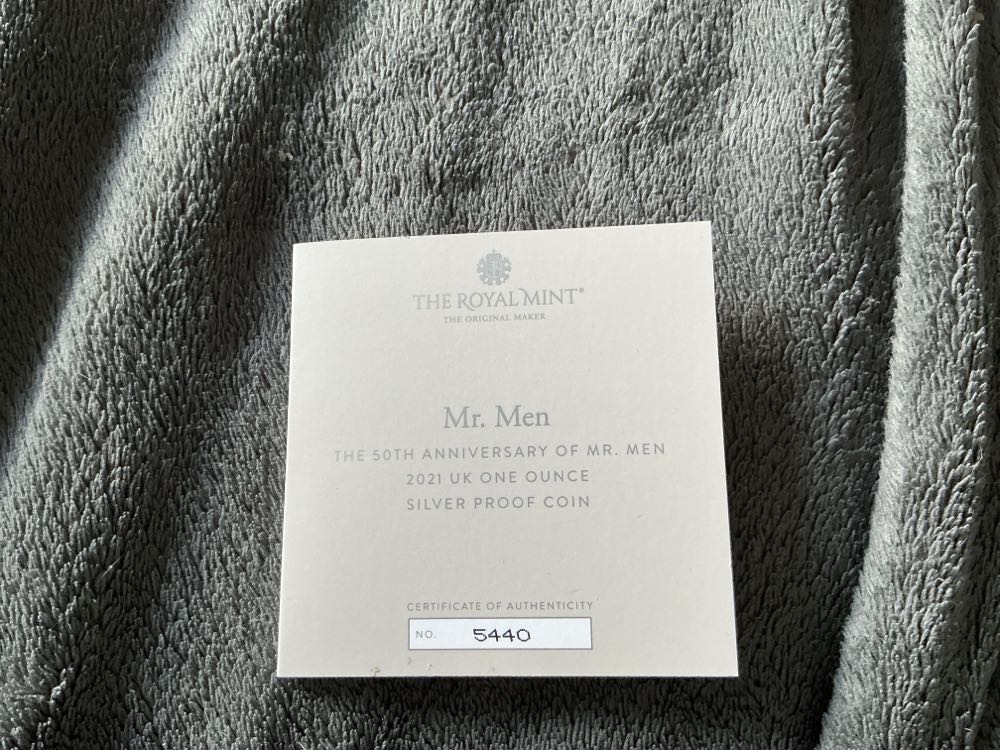 THE ROYAL MINT®
THE ORIGINAL MAKER
Mr. Men
THE 50TH ANNIVERSARY OF MR. MEN
2021 UK ONE OUNCE
SILVER PROOF COIN
CERTIFICATE OF AUTHENTICITY
NO. 5440